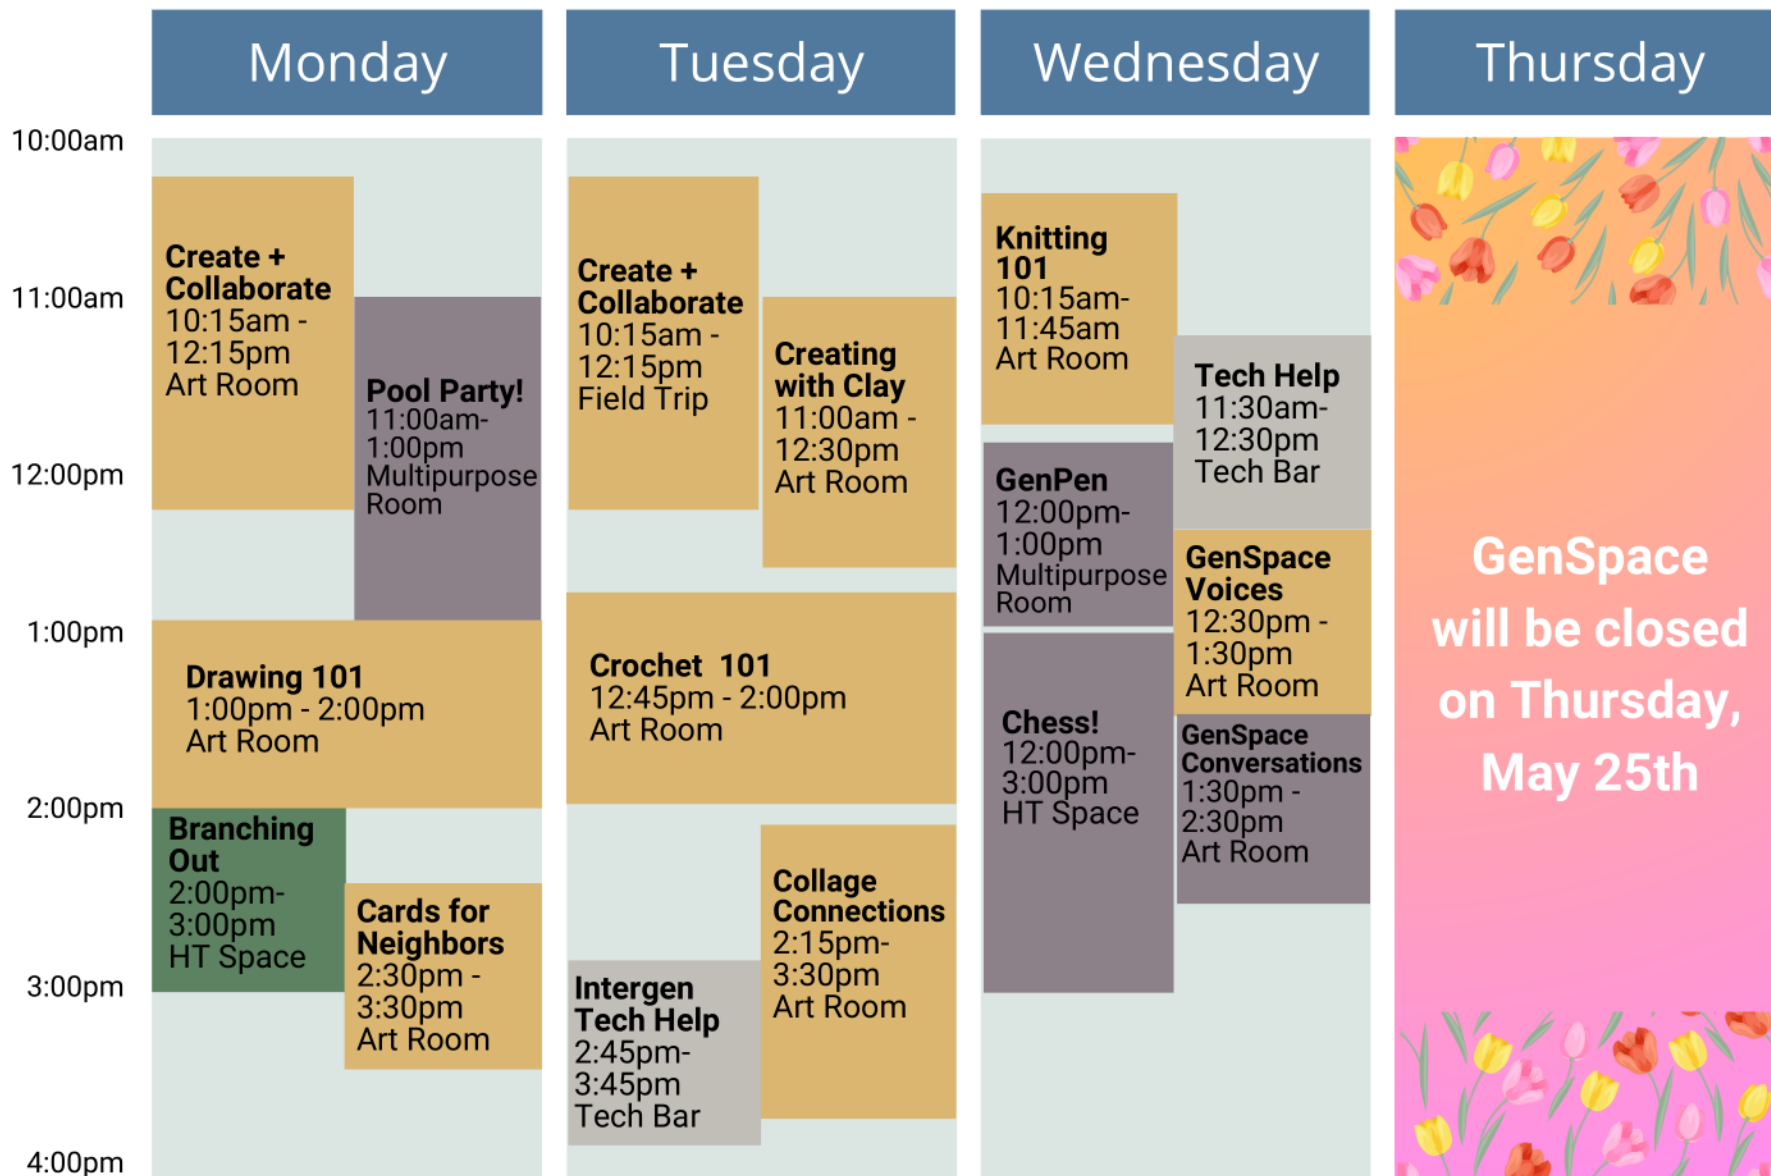 Monday
Tuesday
Wednesday
Thursday
10:00am
11:00am
12:00pm
1:00pm
2:00pm
3:00pm
4:00pm
Create +
Collaborate
10:15am -
12:15pm
Art Room
Pool Party!
11:00am-
1:00pm
Multipurpose
Room
Drawing 101
1:00pm - 2:00pm
Art Room
Branching
Out
2:00pm-
3:00pm
HT Space
Cards for
Neighbors
2:30pm -
3:30pm
Art Room
Create +
Collaborate
10:15am -
12:15pm
Field Trip
Creating
with Clay
11:00am -
12:30pm
Art Room
Crochet 101
12:45pm - 2:00pm
Art Room
Collage
Connections
2:15pm-
3:30pm
Art Room
Intergen
Tech Help
2:45pm-
3:45pm
Tech Bar
Knitting
101
10:15am-
11:45am
Art Room
Tech Help
11:30am-
12:30pm
Tech Bar
GenPen
12:00pm-
1:00pm
Multipurpose
Room
GenSpace
Voices
12:30pm -
1:30pm
Art Room
Chess!
12:00pm-
3:00pm
HT Space
GenSpace
Conversations
1:30pm -
2:30pm
Art Room
GenSpace
will be closed
on Thursday,
May 25th